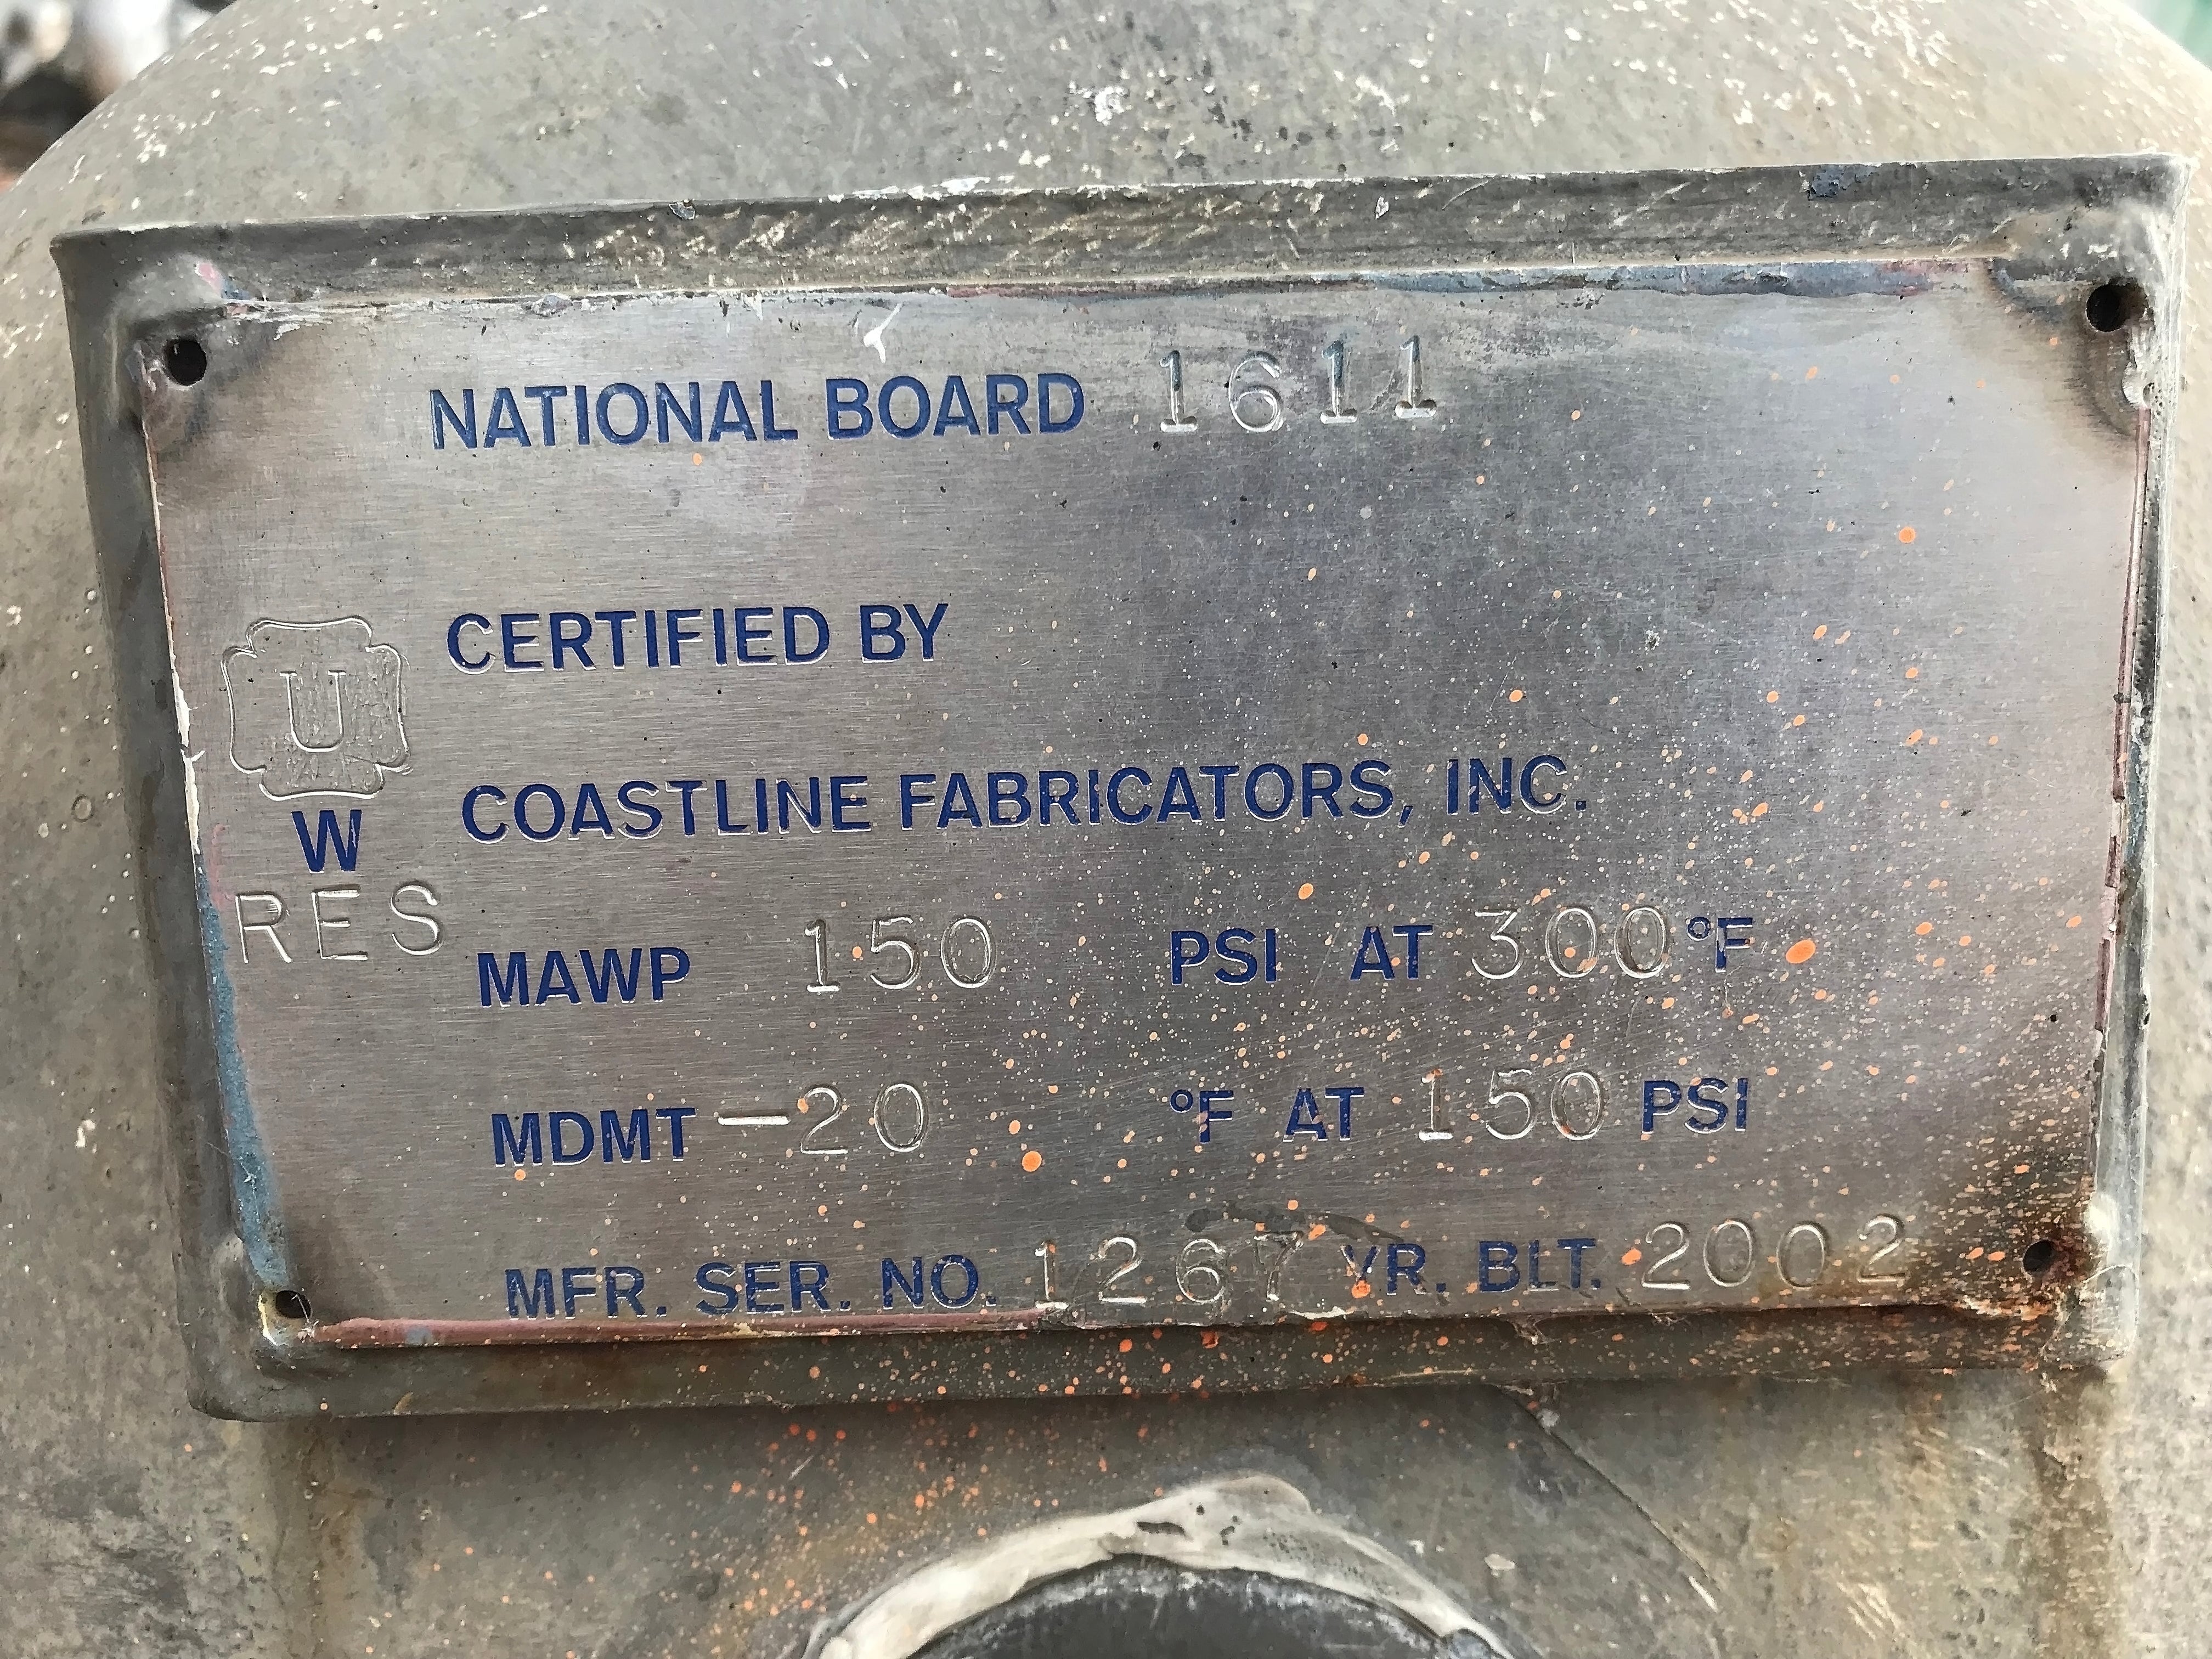 NATIONAL BOARD 1611
CERTIFIED BY
U
COASTLINE FABRICATORS, INC.
W
RES
MAWP 150 PSI AT 300 °F
MDMT -20 °F AT 150 PSI
MFR. SER. NO. 1267 YR. BLT. 2002